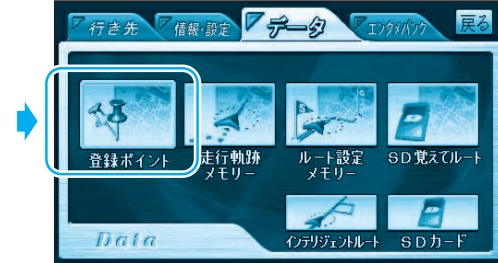 行き先 情報・設定 データ エンタメバンク 戻る
登録ポイント 走行軌跡 ルート設定 SD覚えてルート
メモリー メモリー
インテリジェントルート SDカード
Data